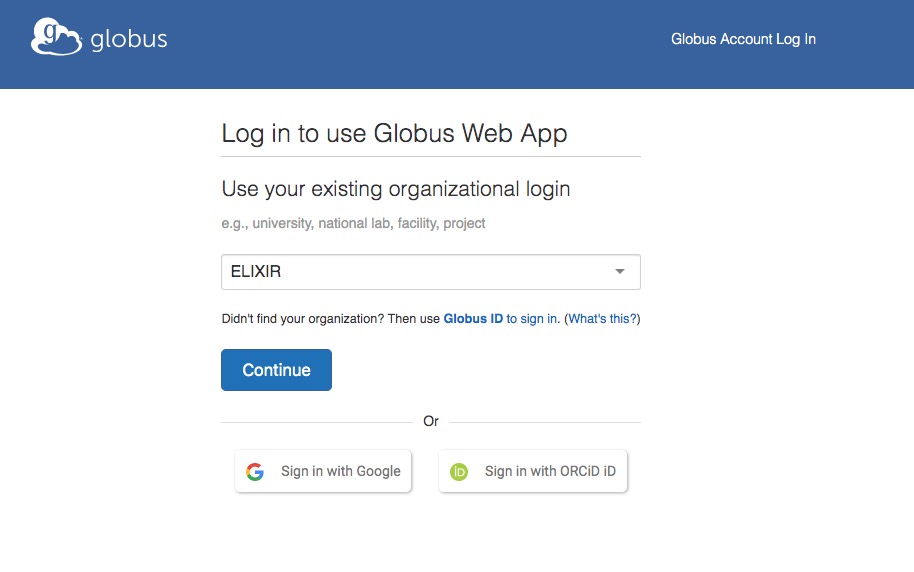 globus
Globus Account Log In
Log in to use Globus Web App
Use your existing organizational login
e.g., university, national lab, facility, project
ELIXIR
Didn't find your organization? Then use Globus ID to sign in. (What's this?)
Continue
Or
Sign in with Google
iD Sign in with ORCiD iD